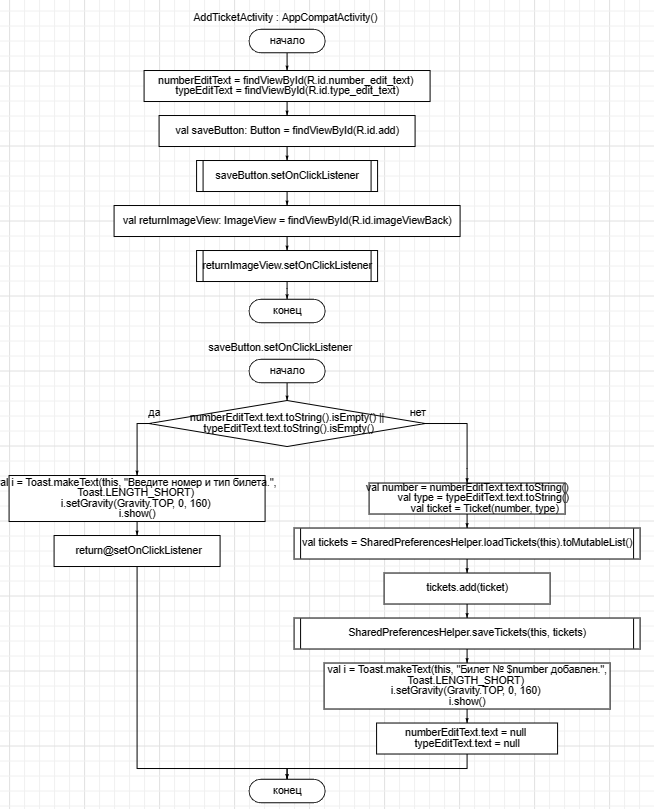 AddTicketActivity : AppCompatActivity()
начало
numberEditText = findViewById(R.id.number_edit_text)
typeEditText = findViewById(R.id.type_edit_text)
val saveButton: Button = findViewById(R.id.add)
saveButton.setOnClickListener
val returnImageView: ImageView = findViewById(R.id.imageViewBack)
returnImageView.setOnClickListener
конец
saveButton.setOnClickListener
начало
да
numberEditText.text.toString().isEmpty() ||
typeEditText.text.toString().isEmpty()
нет
val i = Toast.makeText(this, "Введите номер и тип билета.",
Toast.LENGTH_SHORT)
i.setGravity(Gravity.TOP, 0, 160)
i.show()
return@setOnClickListener
val number = numberEditText.text.toString()
val type = typeEditText.text.toString()
val ticket = Ticket(number, type)
val tickets = SharedPreferencesHelper.loadTickets(this).toMutableList()
tickets.add(ticket)
SharedPreferencesHelper.saveTickets(this, tickets)
val i = Toast.makeText(this, "Билет № $number добавлен.",
Toast.LENGTH_SHORT)
i.setGravity(Gravity.TOP, 0, 160)
i.show()
numberEditText.text = null
typeEditText.text = null
конец